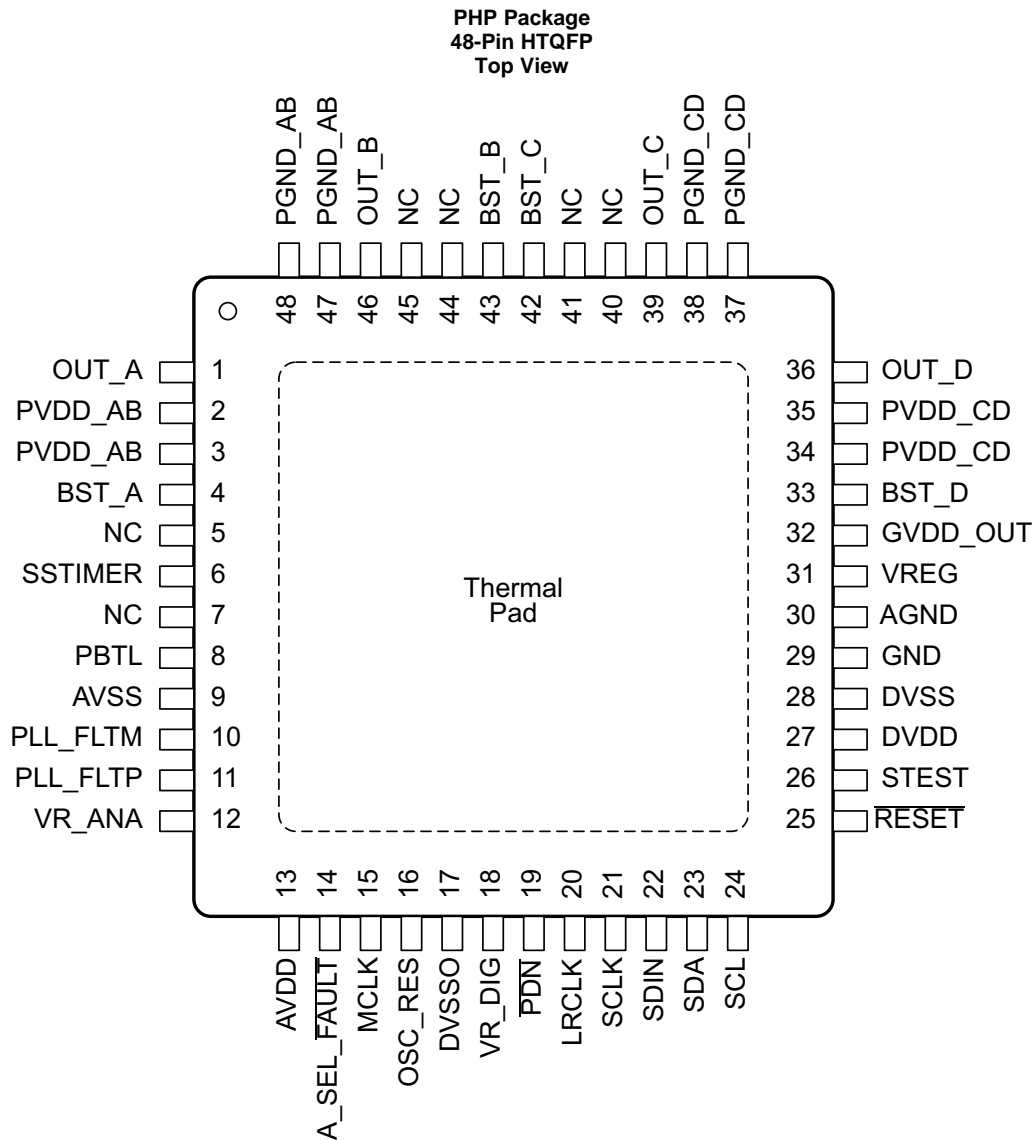 PHP Package
48-Pin HTQFP
Top View
PGND_AB
PGND_AB
OUT_B
NC
NC
BST_B
BST_C
NC
NC
OUT_C
PGND_CD
PGND_CD
48 47 46 45 44 43 42 41 40 39 38 37
OUT_A 1
PVDD_AB 2
PVDD_AB 3
BST_A 4
NC 5
SSTIMER 6
NC 7
PBTL 8
AVSS 9
PLL_FLTM 10
PLL_FLTP 11
VR_ANA 12
Thermal
Pad
36 OUT_D
35 PVDD_CD
34 PVDD_CD
33 BST_D
32 GVDD_OUT
31 VREG
30 AGND
29 GND
28 DVSS
27 DVDD
26 STEST
25 RESET
13 14 15 16 17 18 19 20 21 22 23 24
AVDD
A_SEL_FAULT
MCLK
OSC_RES
DVSSO
VR_DIG
PDN
LRCLK
SCLK
SDIN
SDA
SCL